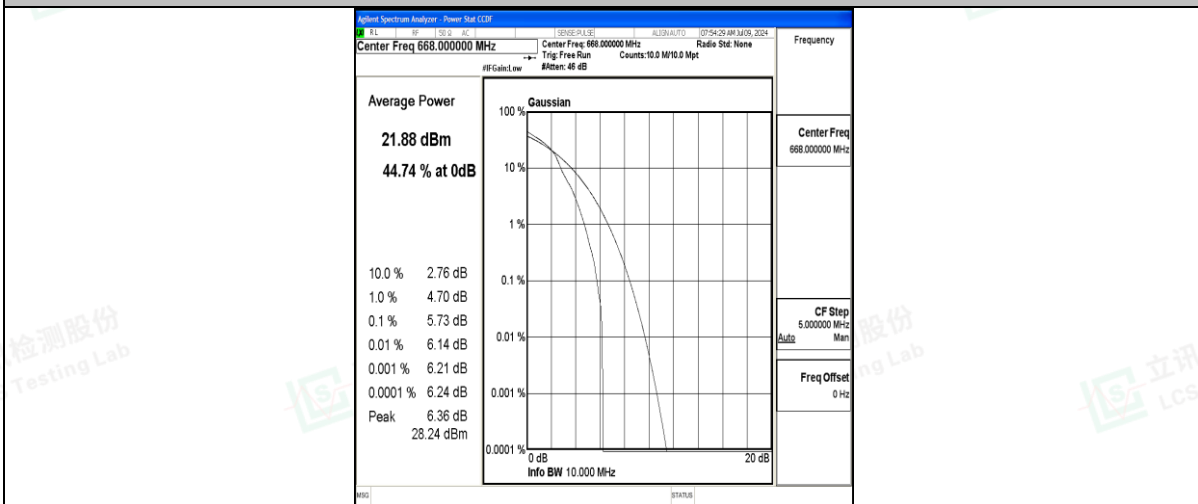 Agilent Spectrum Analyzer - Power Stat CCDF
RL RF 50 Ω AC SENSE:PULSE ALIGN AUTO 07:54:29 AM Jul 09, 2024
Center Freq 668.000000 MHz
Center Freq: 668.000000 MHz Radio Std: None
Trig: Free Run Counts:10.0 M/10.0 Mpt
#IFGain:Low #Atten: 46 dB
Frequency
Average Power
21.88 dBm
44.74 % at 0dB
10.0 % 2.76 dB
1.0 % 4.70 dB
0.1 % 5.73 dB
0.01 % 6.14 dB
0.001 % 6.21 dB
0.0001 % 6.24 dB
Peak 6.36 dB
28.24 dBm
Gaussian
100 %
10 %
1 %
0.1 %
0.01 %
0.001 %
0.0001 %
0 dB 20 dB
Info BW 10.000 MHz
Center Freq
668.000000 MHz
CF Step
5.000000 MHz
Auto Man
Freq Offset
0 Hz
MSG STATUS
检测股份
Testing Lab
LCS
股份
ng Lab
立讯
LCS